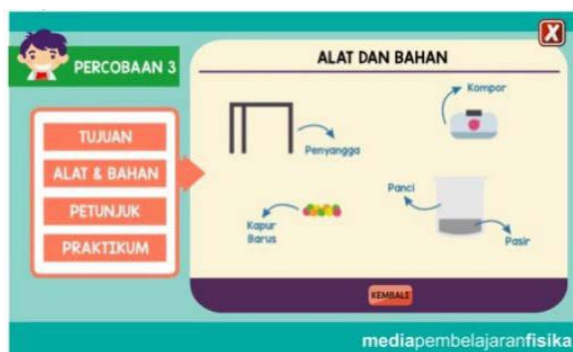 X
PERCOBAAN 3
TUJUAN
ALAT & BAHAN
PETUNJUK
PRAKTIKUM
ALAT DAN BAHAN
Penyangga
Kompor
Kapur
Barus
Panci
Pasir
KEMBALI
mediapembelajaranfisika